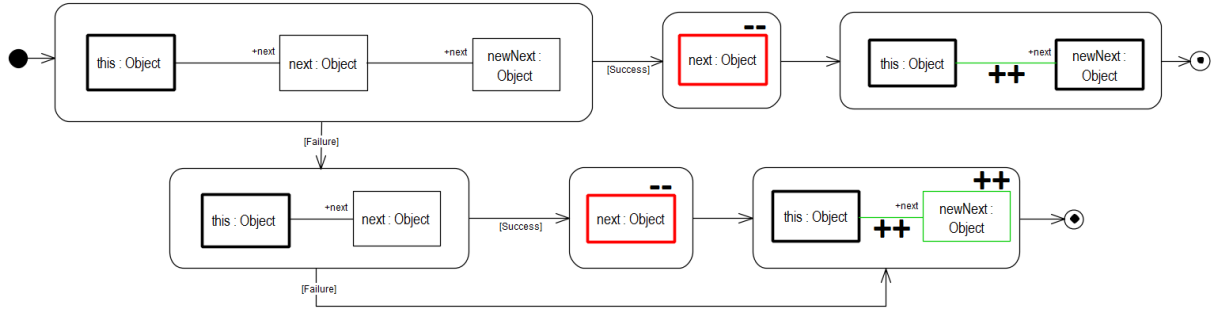 --
+next
+next
this : Object
next : Object
newNext :
Object
[Success]
next : Object
+next
this : Object
++
newNext :
Object
[Failure]
+next
this : Object
next : Object
[Success]
--
next : Object
++
+next
this : Object
++
newNext :
Object
[Failure]